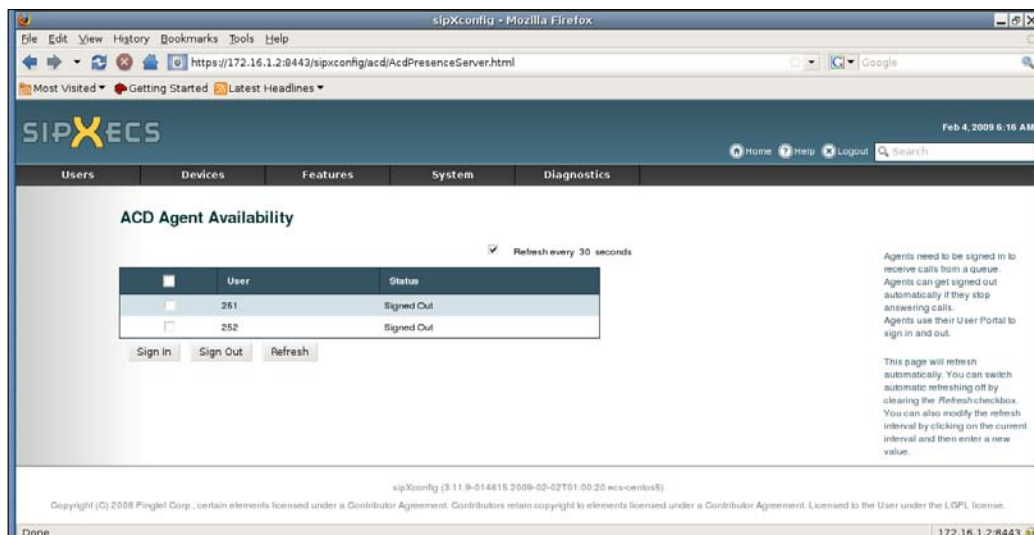 sipXconfig - Mozilla Firefox
File Edit View History Bookmarks Tools Help
https://172.16.1.2:8443/sipxconfig/acd/AcdPresenceServer.html
Google
Most Visited Getting Started Latest Headlines
SIPXECS
Feb 4, 2009 6:16 AM
Home Help Logout Search
Users Devices Features System Diagnostics
ACD Agent Availability
Refresh every 30 seconds
User Status
251 Signed Out
252 Signed Out
Sign In Sign Out Refresh
Agents need to be signed in to
receive calls from a queue.
Agents can get signed out
automatically if they stop
answering calls.
Agents use their User Portal to
sign in and out.
This page will refresh
automatically. You can switch
automatic refreshing off by
clearing the Refresh checkbox.
You can also modify the refresh
interval by clicking on the current
interval and then enter a new
value.
sipXconfig (3.11.9-014615 2009-02-02T01:00:20 ecs-centos5)
Copyright (C) 2008 Pingtel Corp., certain elements licensed under a Contributor Agreement. Contributors retain copyright to elements licensed under a Contributor Agreement. Licensed to the User under the LGPL license.
Done
172.16.1.2:8443